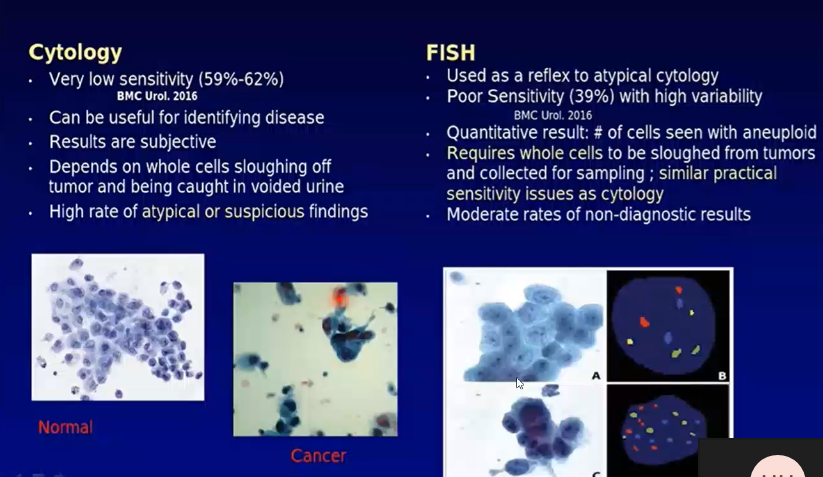 Cytology
• Very low sensitivity (59%-62%)
BMC Urol. 2016
• Can be useful for identifying disease
• Results are subjective
• Depends on whole cells sloughing off
tumor and being caught in voided urine
• High rate of atypical or suspicious findings
Normal
Cancer
FISH
• Used as a reflex to atypical cytology
• Poor Sensitivity (39%) with high variability
BMC Urol. 2016
• Quantitative result: # of cells seen with aneuploid
• Requires whole cells to be sloughed from tumors
and collected for sampling ; similar practical
sensitivity issues as cytology
• Moderate rates of non-diagnostic results
A
B
C